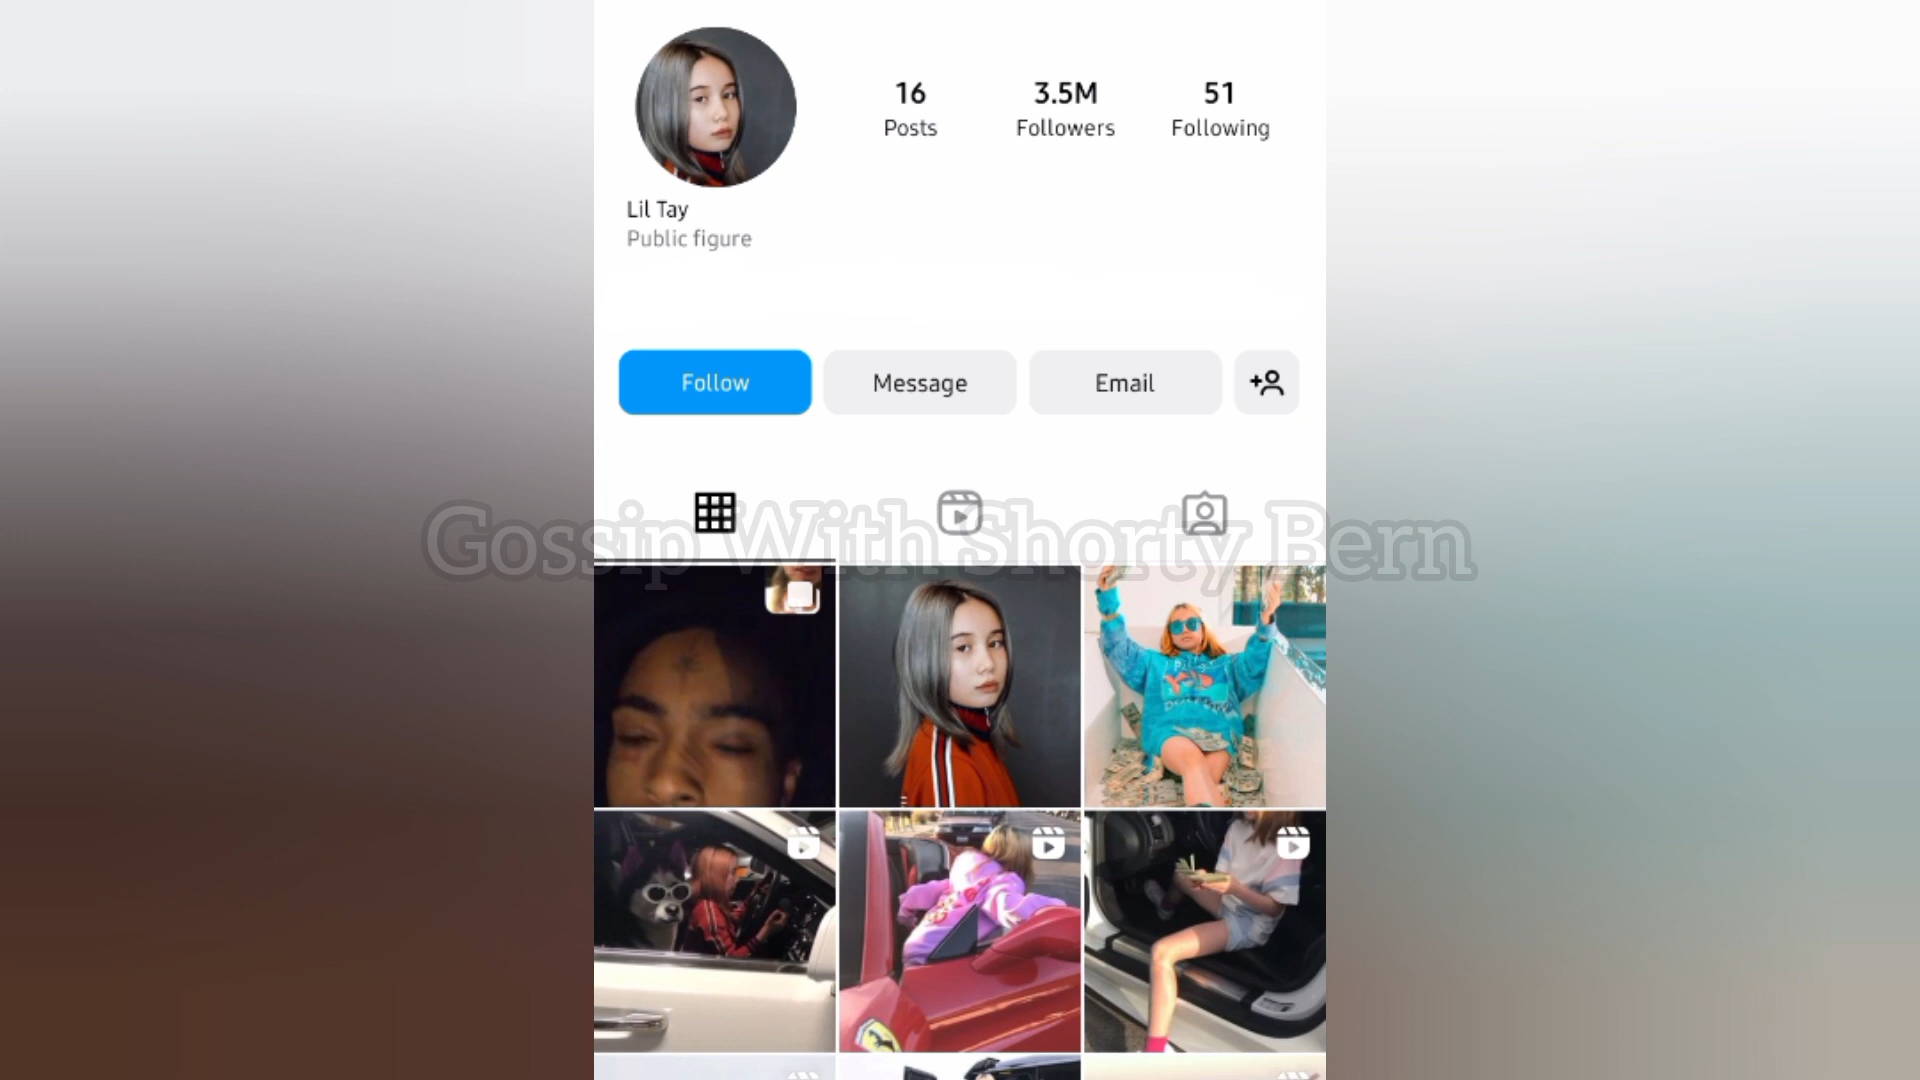 16
3.5M
51
Posts
Followers
Following
Lil Tay
Public figure
Follow
Message
Email
Gossip With Shorty Bern